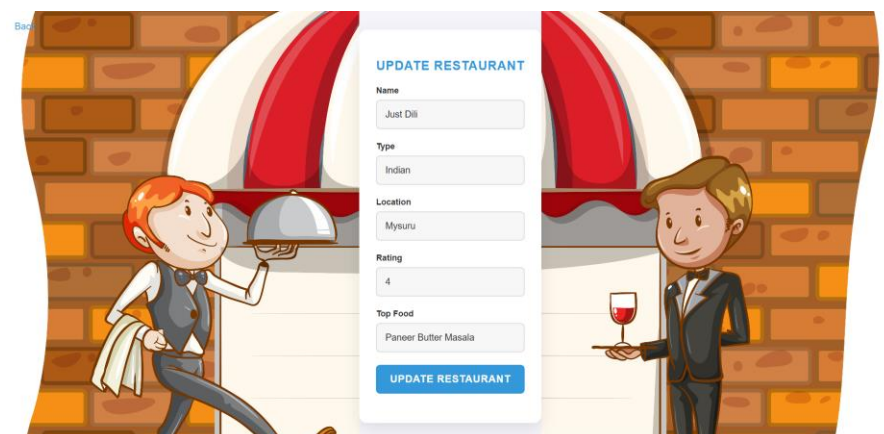 Back
UPDATE RESTAURANT
Name
Just Dili
Type
Indian
Location
Mysuru
Rating
4
Top Food
Paneer Butter Masala
UPDATE RESTAURANT